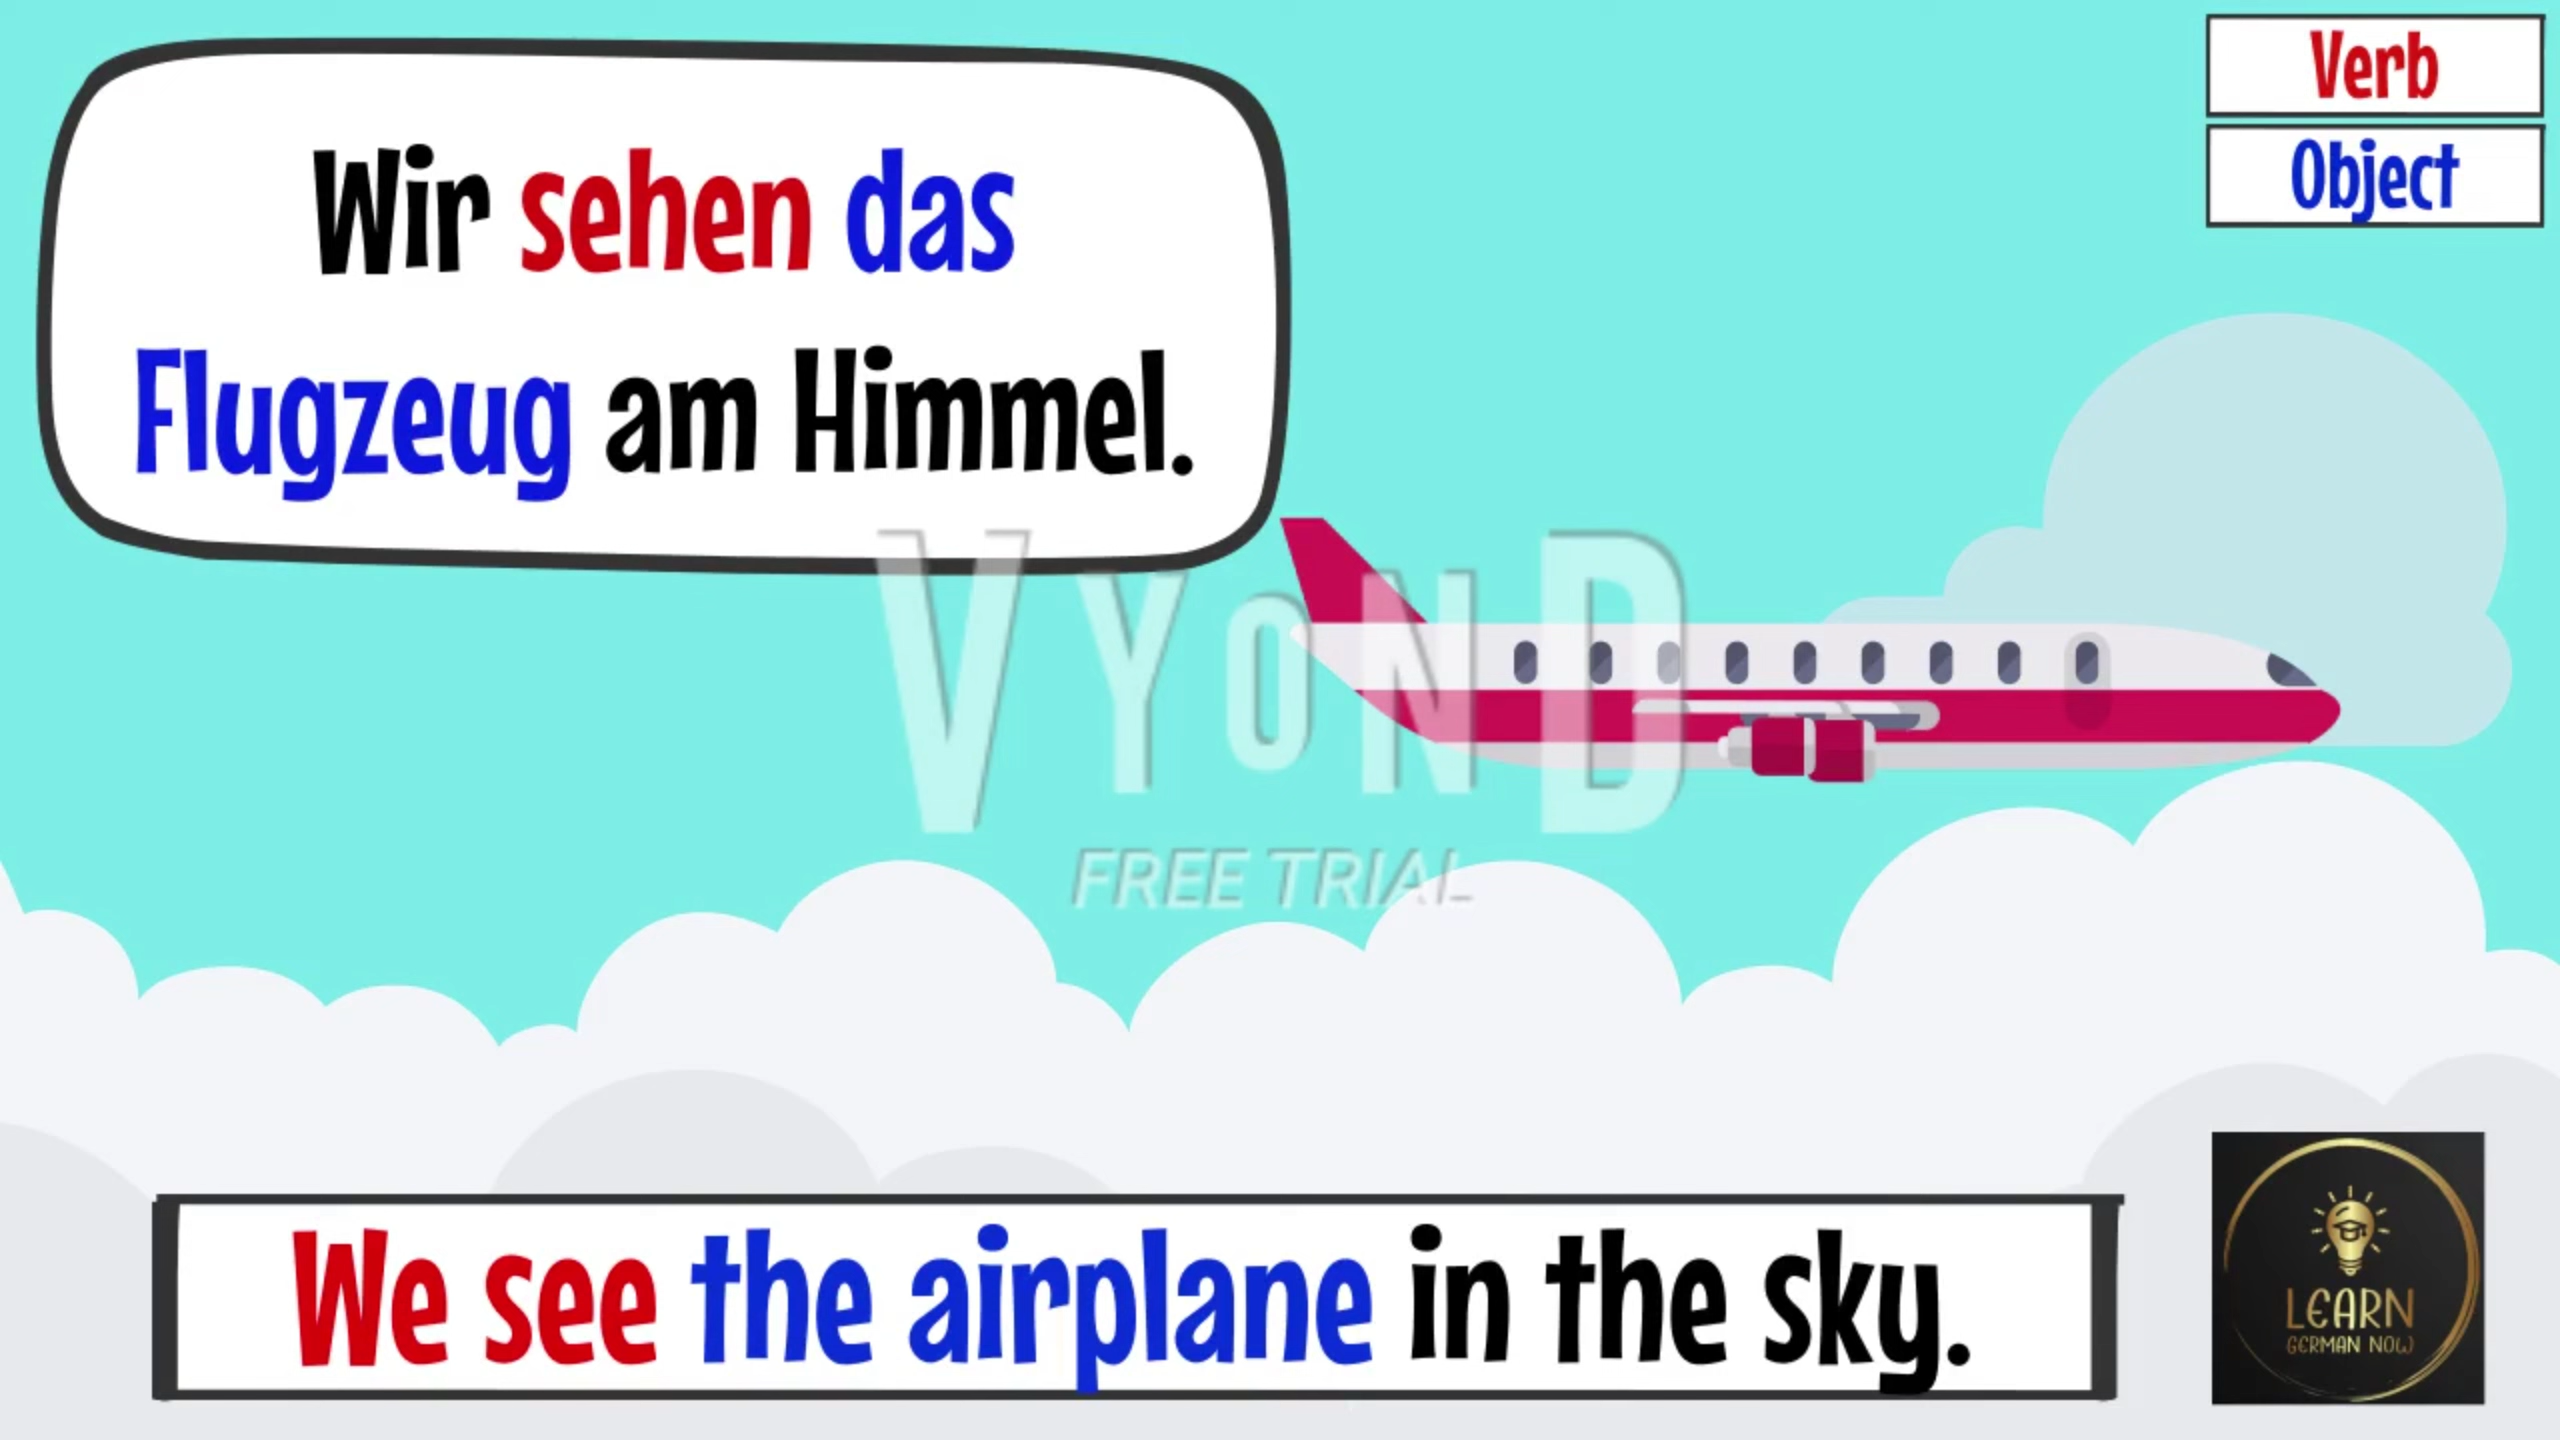 Verb
Object
Wir sehen das
Flugzeug am Himmel.
VYOND
FREE TRIAL
We see the airplane in the sky.
LEARN
GERMAN NOW